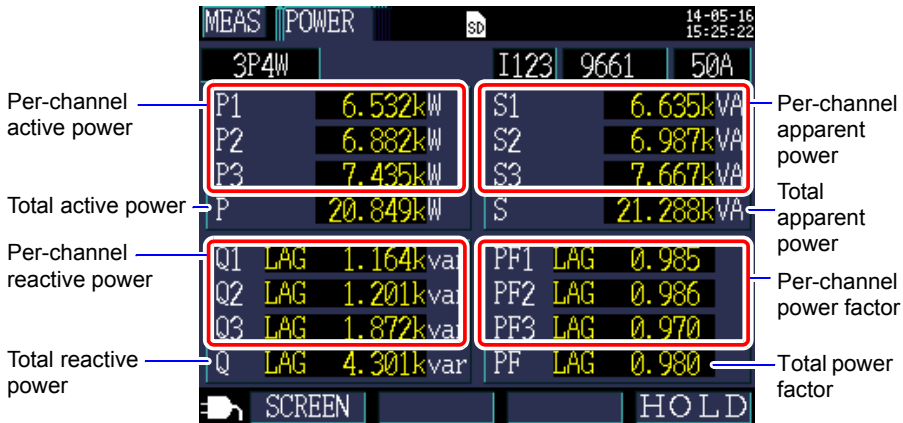 MEAS POWER SD 14-05-16
15:25:22
3P4W I123 9661 50A
Per-channel
active power
P1 6.532kW S1 6.635kVA
P2 6.882kW S2 6.987kVA
P3 7.435kW S3 7.667kVA
Per-channel
apparent
power
Total active power
P 20.849kW S 21.288kVA
Total
apparent
power
Per-channel
reactive power
Q1 LAG 1.164kvar PF1 LAG 0.985
Q2 LAG 1.201kvar PF2 LAG 0.986
Q3 LAG 1.872kvar PF3 LAG 0.970
Per-channel
power factor
Total reactive
power
Q LAG 4.301kvar PF LAG 0.980
Total power
factor
SCREEN HOLD